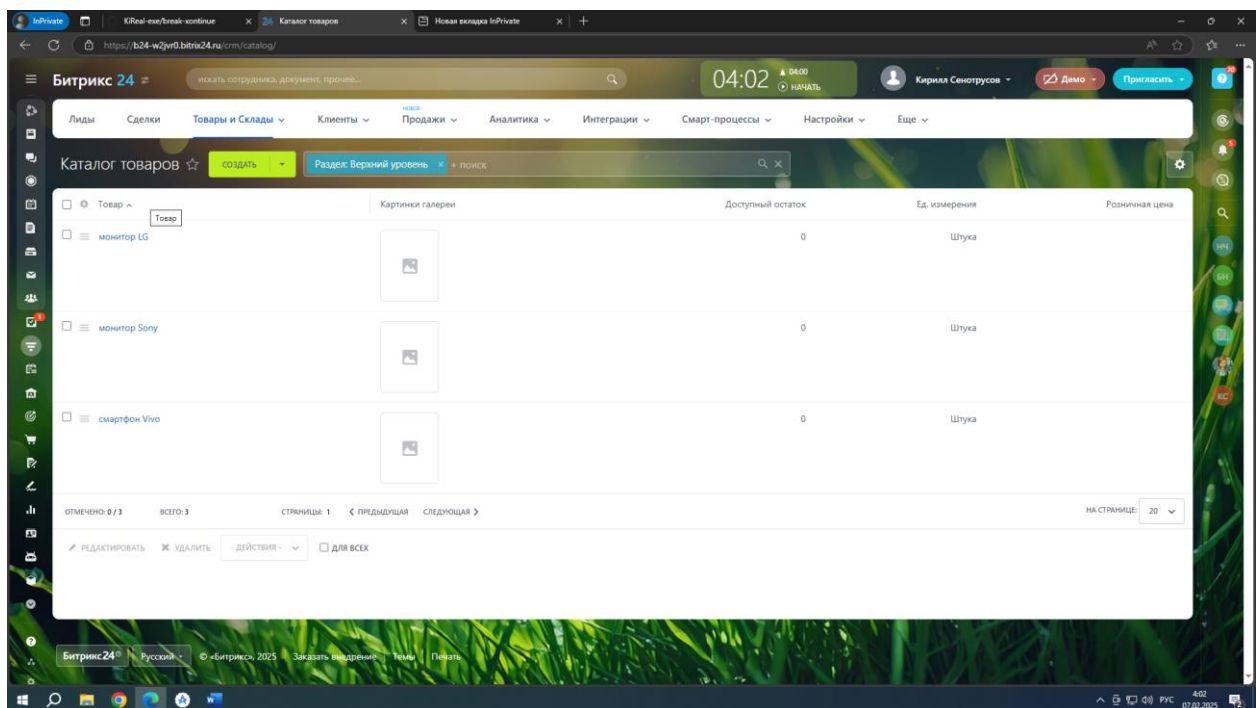 InPrivate KiReal-exe/break-xontinue Каталог товаров Новая вкладка InPrivate
https://b24-w2jvr0.bitrix24.ru/crm/catalog/
Битрикс 24 искать сотрудника, документ, прочее... 04:02 04:00 НАЧАТЬ Кирилл Сенотрусов Демо Пригласить 20
Лиды Сделки Товары и Склады Клиенты НОВОЕ Продажи Аналитика Интеграции Смарт-процессы Настройки Еще
Каталог товаров СОЗДАТЬ Раздел: Верхний уровень + поиск 5
Товар Картинки галереи Доступный остаток Ед. измерения Розничная цена
Товар
монитор LG 0 Штука
НЧ
БН
монитор Sony 0 Штука
КС
смартфон Vivo 0 Штука
ОТМЕЧЕНО: 0 / 3 ВСЕГО: 3 СТРАНИЦЫ: 1 ПРЕДЫДУЩАЯ СЛЕДУЮЩАЯ НА СТРАНИЦЕ: 20
РЕДАКТИРОВАТЬ УДАЛИТЬ - ДЕЙСТВИЯ - ДЛЯ ВСЕХ
Битрикс24 Русский © «Битрикс», 2025 Заказать внедрение Темы Печать
РУС 4:02
07.02.2025